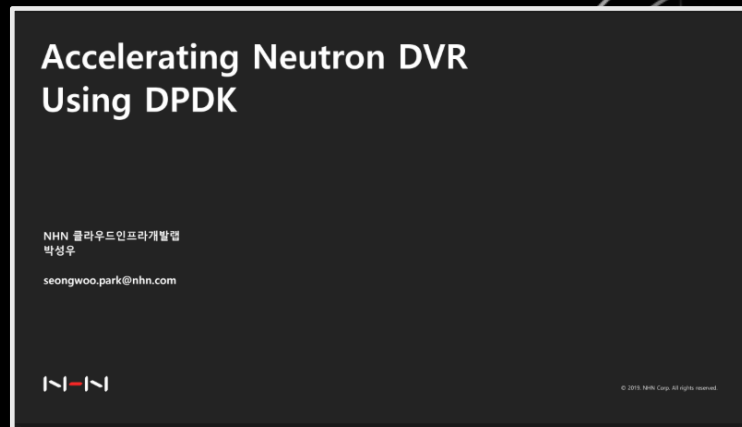 Accelerating Neutron DVR
Using DPDK
NHN 클라우드인프라개발랩
박성우
seongwoo.park@nhn.com
NHN
© 2019. NHN Corp. All rights reserved.